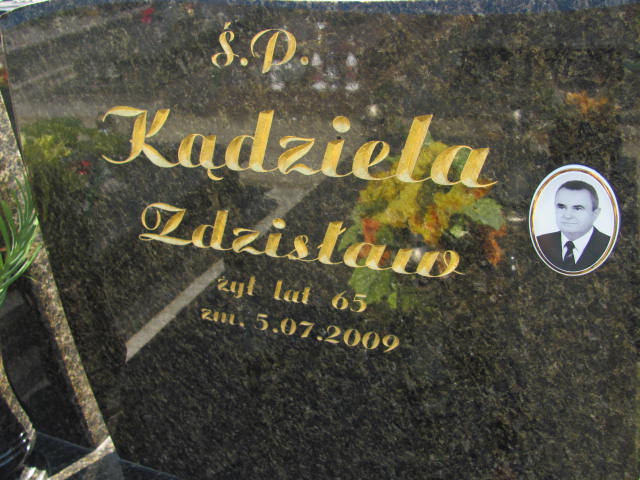 ś.p.
Kądziela
Zdzisław
żył lat 65
zm. 5.07.2009